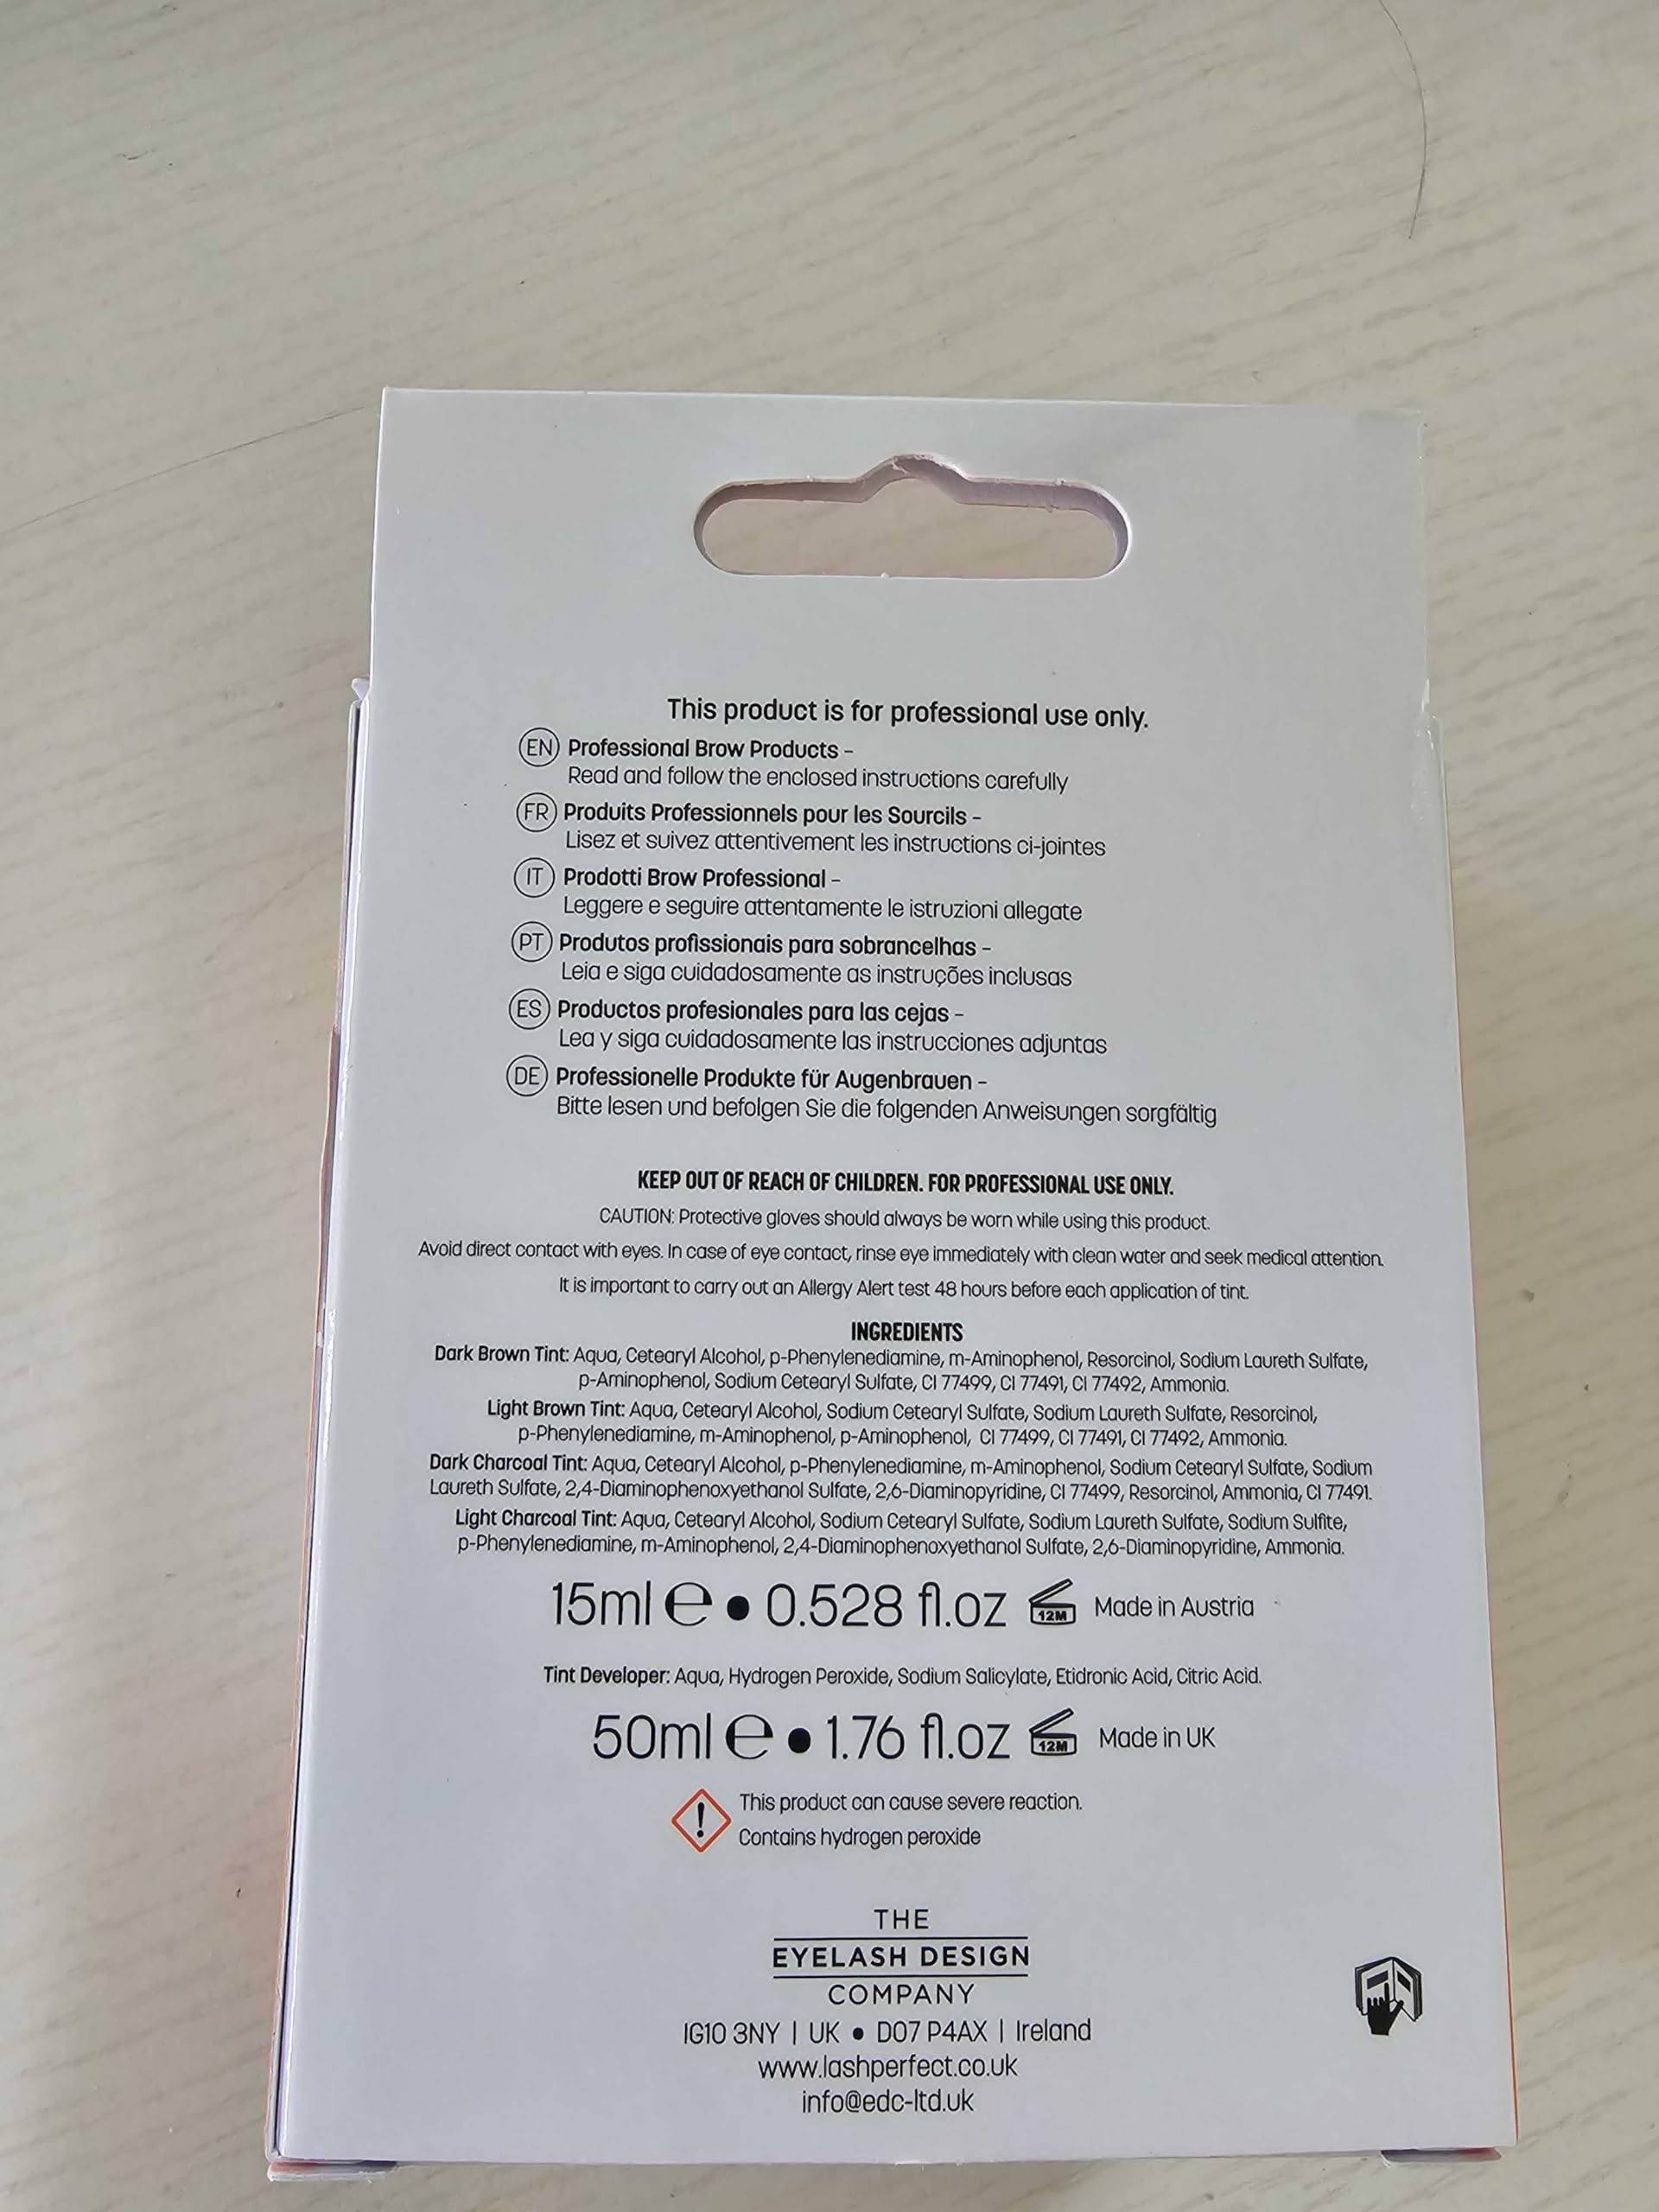 This product is for professional use only.
EN Professional Brow Products -
Read and follow the enclosed instructions carefully
FR Produits Professionnels pour les Sourcils -
Lisez et suivez attentivement les instructions ci-jointes
IT Prodotti Brow Professional -
Leggere e seguire attentamente le istruzioni allegate
PT Produtos profissionais para sobrancelhas -
Leia e siga cuidadosamente as instruções inclusas
ES Productos profesionales para las cejas -
Lea y siga cuidadosamente las instrucciones adjuntas
DE Professionelle Produkte für Augenbrauen -
Bitte lesen und befolgen Sie die folgenden Anweisungen sorgfältig
KEEP OUT OF REACH OF CHILDREN. FOR PROFESSIONAL USE ONLY.
CAUTION: Protective gloves should always be worn while using this product.
Avoid direct contact with eyes. In case of eye contact, rinse eye immediately with clean water and seek medical attention.
It is important to carry out an Allergy Alert test 48 hours before each application of tint.
INGREDIENTS
Dark Brown Tint: Aqua, Cetearyl Alcohol, p-Phenylenediamine, m-Aminophenol, Resorcinol, Sodium Laureth Sulfate,
p-Aminophenol, Sodium Cetearyl Sulfate, CI 77499, CI 77491, CI 77492, Ammonia.
Light Brown Tint: Aqua, Cetearyl Alcohol, Sodium Cetearyl Sulfate, Sodium Laureth Sulfate, Resorcinol,
p-Phenylenediamine, m-Aminophenol, p-Aminophenol, CI 77499, CI 77491, CI 77492, Ammonia.
Dark Charcoal Tint: Aqua, Cetearyl Alcohol, p-Phenylenediamine, m-Aminophenol, Sodium Cetearyl Sulfate, Sodium
Laureth Sulfate, 2,4-Diaminophenoxyethanol Sulfate, 2,6-Diaminopyridine, CI 77499, Resorcinol, Ammonia, CI 77491.
Light Charcoal Tint: Aqua, Cetearyl Alcohol, Sodium Cetearyl Sulfate, Sodium Laureth Sulfate, Sodium Sulfite,
p-Phenylenediamine, m-Aminophenol, 2,4-Diaminophenoxyethanol Sulfate, 2,6-Diaminopyridine, Ammonia.
15ml e • 0.528 fl.oz 12M Made in Austria
Tint Developer: Aqua, Hydrogen Peroxide, Sodium Salicylate, Etidronic Acid, Citric Acid.
50ml e • 1.76 fl.oz 12M Made in UK
! This product can cause severe reaction.
Contains hydrogen peroxide
THE
EYELASH DESIGN
COMPANY
IG10 3NY | UK • D07 P4AX | Ireland
www.lashperfect.co.uk
info@edc-ltd.uk